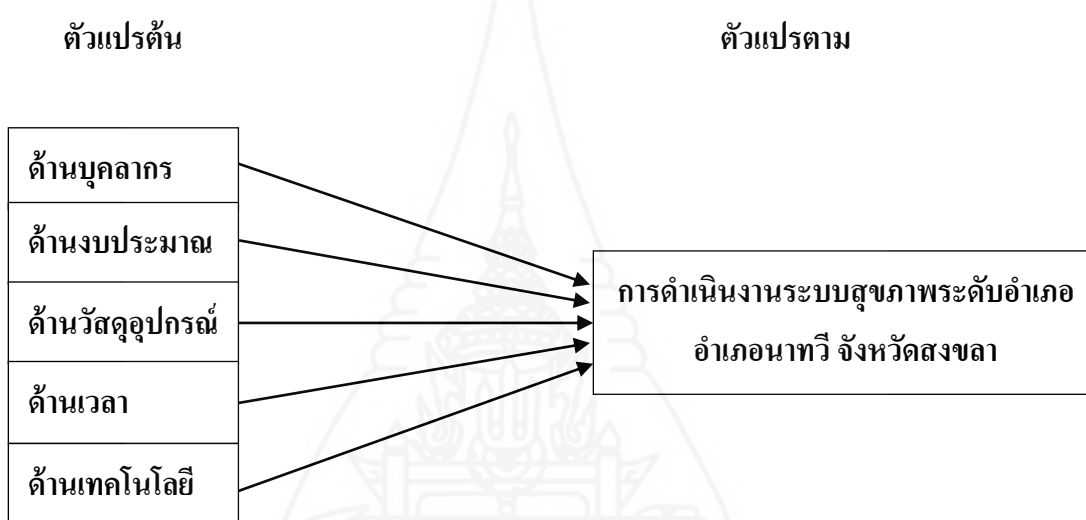 ตัวแปรต้น
ตัวแปรตาม
ด้านบุคลากร
ด้านงบประมาณ
ด้านวัสดุอุปกรณ์
ด้านเวลา
ด้านเทคโนโลยี
การดำเนินงานระบบสุขภาพระดับอำเภอ
อำเภอนาทวี จังหวัดสงขลา